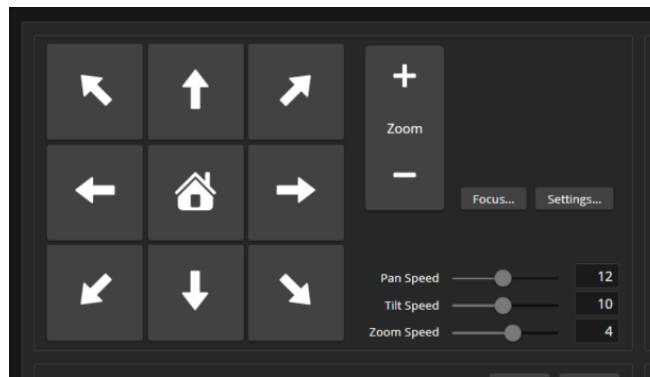 Zoom
Focus... Settings...
Pan Speed 12
Tilt Speed 10
Zoom Speed 4